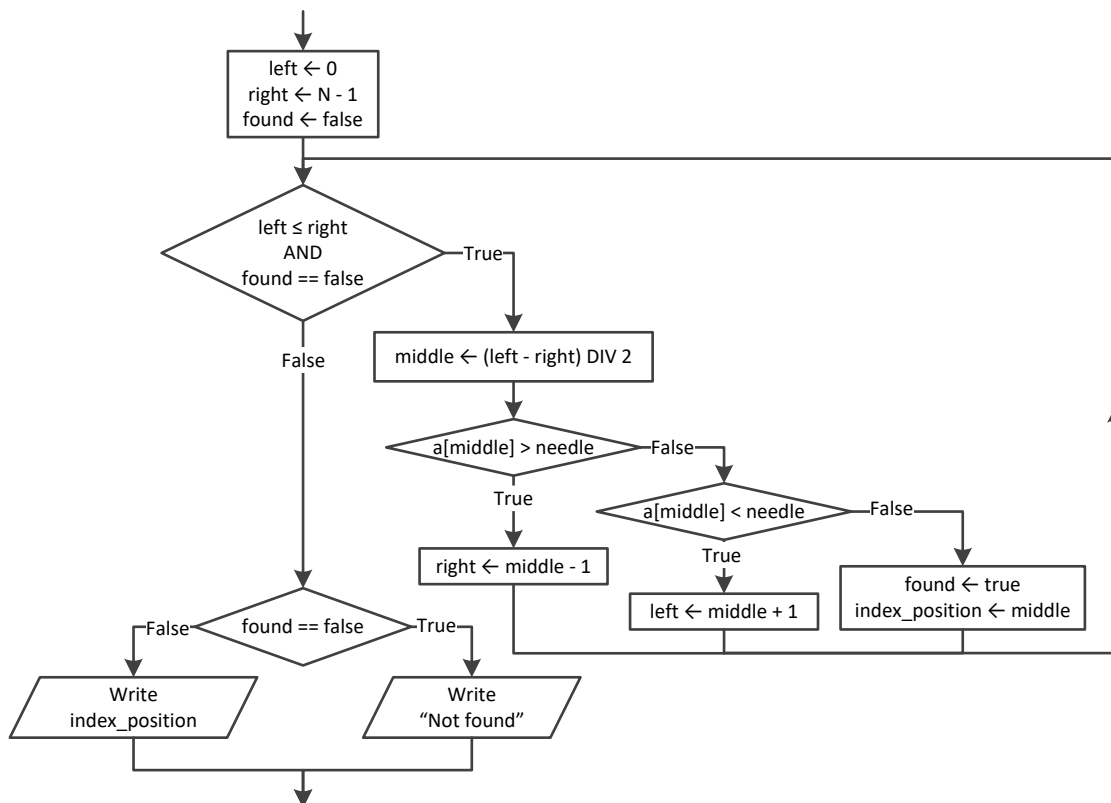 left ← 0
right ← N - 1
found ← false
left ≤ right
AND
found == false
True
False
middle ← (left - right) DIV 2
a[middle] > needle
False
True
a[middle] < needle
False
True
right ← middle - 1
left ← middle + 1
found ← true
index_position ← middle
found == false
False
True
Write
index_position
Write
“Not found”